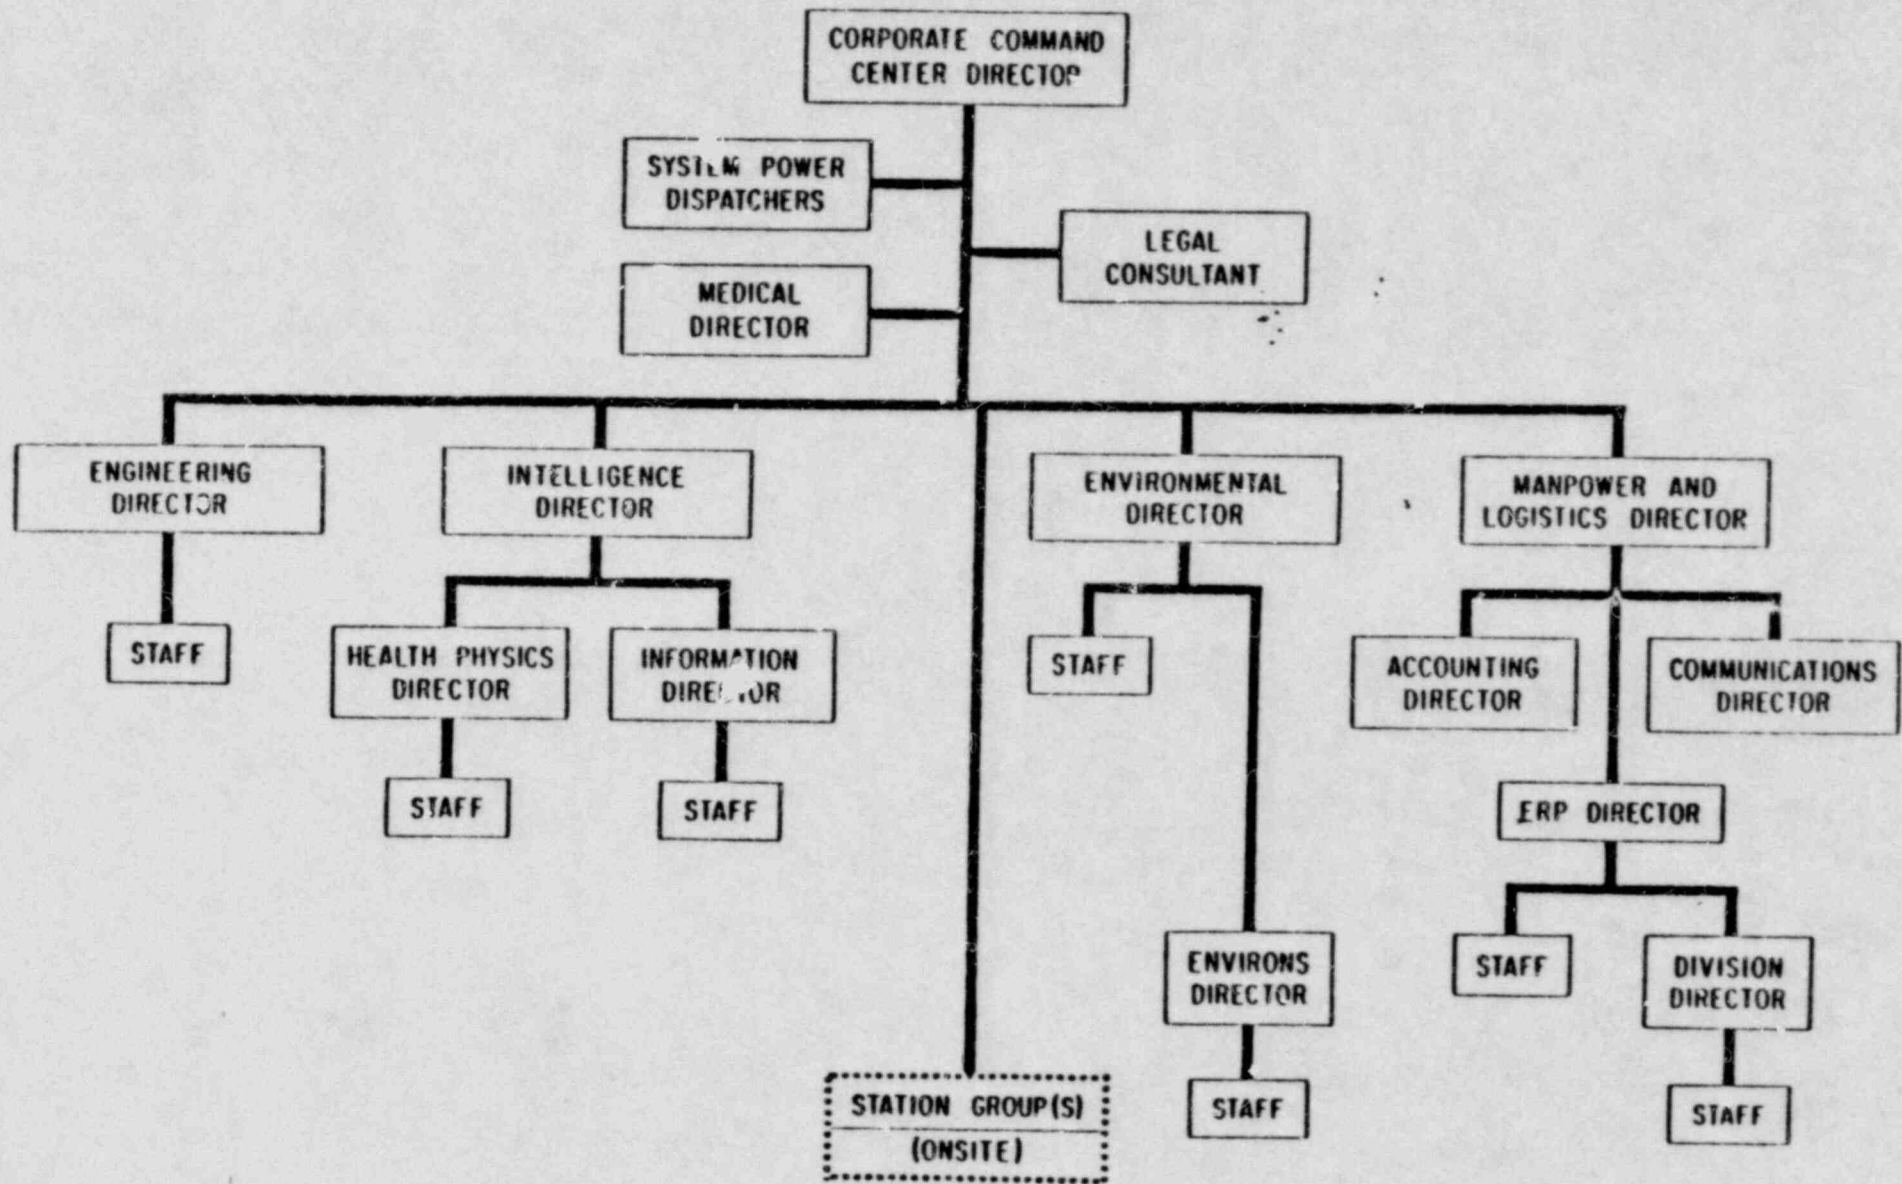 CORPORATE COMMAND
CENTER DIRECTOR
SYSTEM POWER
DISPATCHERS
LEGAL
CONSULTANT
MEDICAL
DIRECTOR
ENGINEERING
DIRECTOR
INTELLIGENCE
DIRECTOR
ENVIRONMENTAL
DIRECTOR
MANPOWER AND
LOGISTICS DIRECTOR
STAFF
HEALTH PHYSICS
DIRECTOR
INFORMATION
DIRECTOR
STAFF
ACCOUNTING
DIRECTOR
COMMUNICATIONS
DIRECTOR
STAFF
STAFF
ERP DIRECTOR
ENVIRONS
DIRECTOR
STAFF
DIVISION
DIRECTOR
STATION GROUP(S)
(ONSITE)
STAFF
STAFF